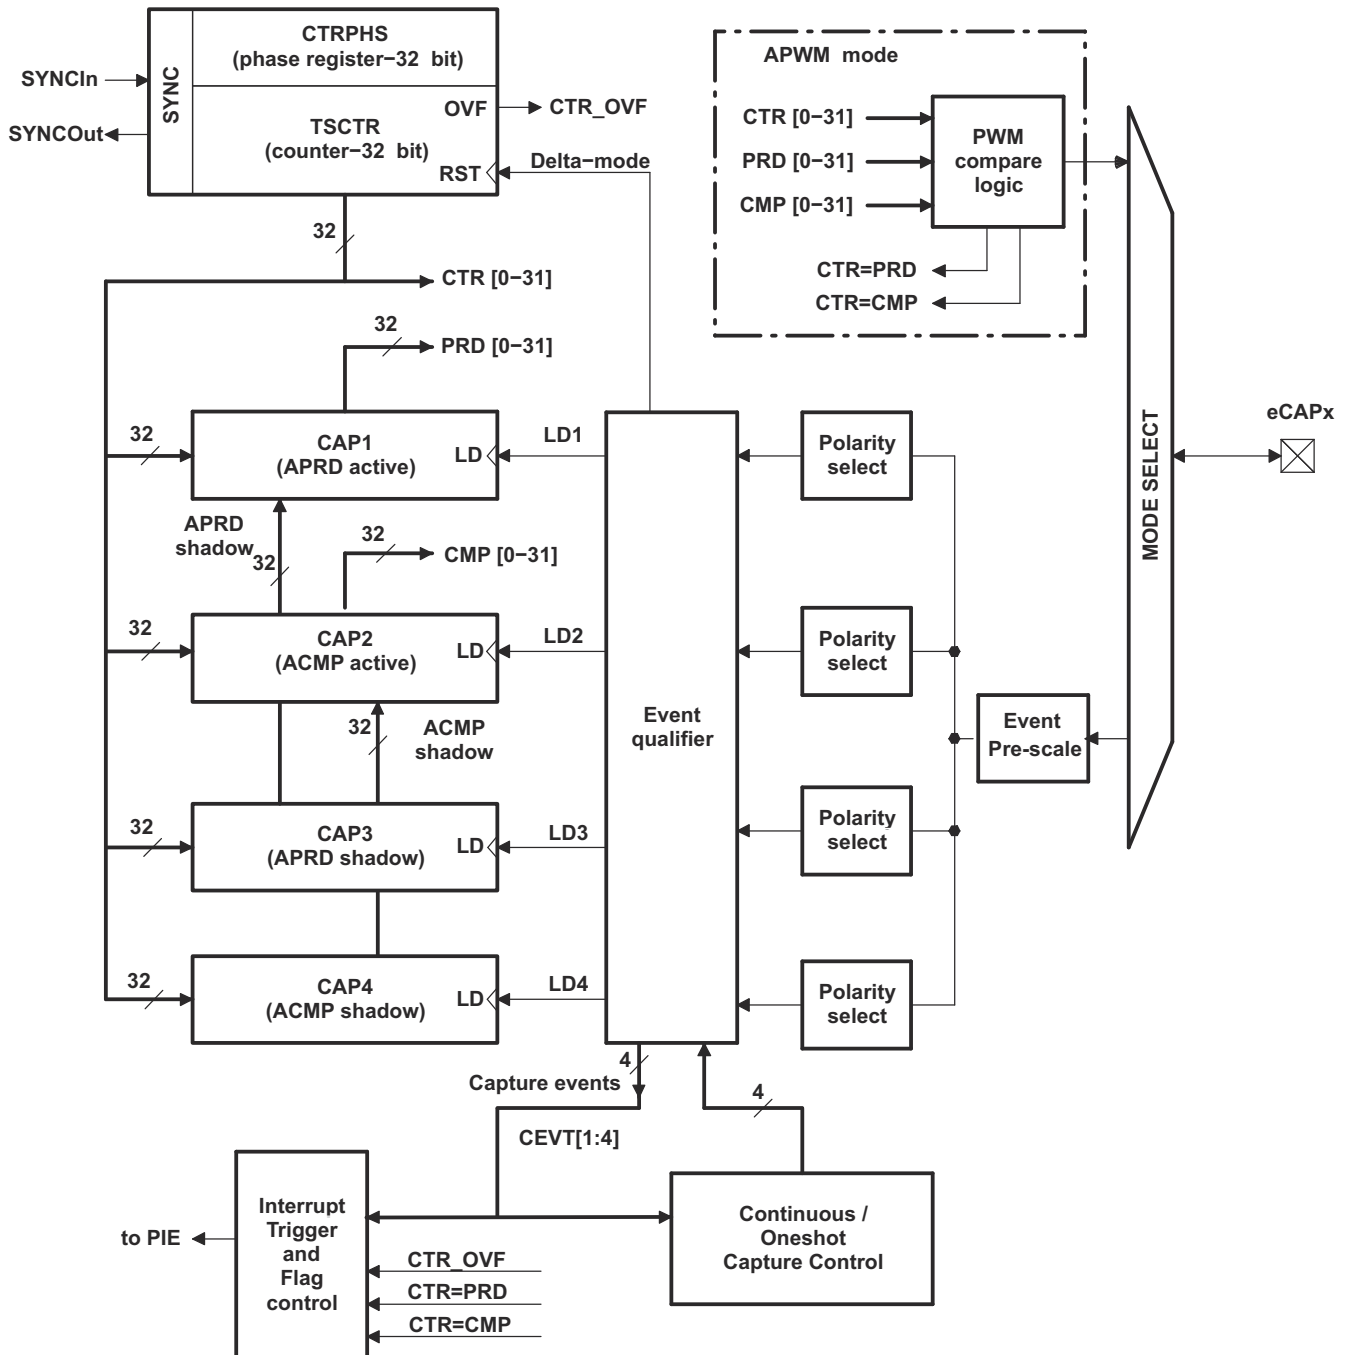 CTRPHS
(phase register−32 bit)
SYNC
SYNCIn
SYNCOut
OVF
CTR_OVF
TSCTR
(counter−32 bit)
RST
Delta−mode
32
CTR [0−31]
32
PRD [0−31]
APWM mode
CTR [0−31]
PRD [0−31]
CMP [0−31]
PWM
compare
logic
CTR=PRD
CTR=CMP
MODE SELECT
eCAPx
32
CAP1
(APRD active)
LD
LD1
Polarity
select
APRD
shadow
32
32
CMP [0−31]
32
CAP2
(ACMP active)
LD
LD2
Polarity
select
32
ACMP
shadow
Event
qualifier
Event
Pre-scale
32
CAP3
(APRD shadow)
LD
LD3
Polarity
select
32
CAP4
(ACMP shadow)
LD
LD4
Polarity
select
4
Capture events
4
CEVT[1:4]
to PIE
Interrupt
Trigger
and
Flag
control
Continuous /
Oneshot
Capture Control
CTR_OVF
CTR=PRD
CTR=CMP